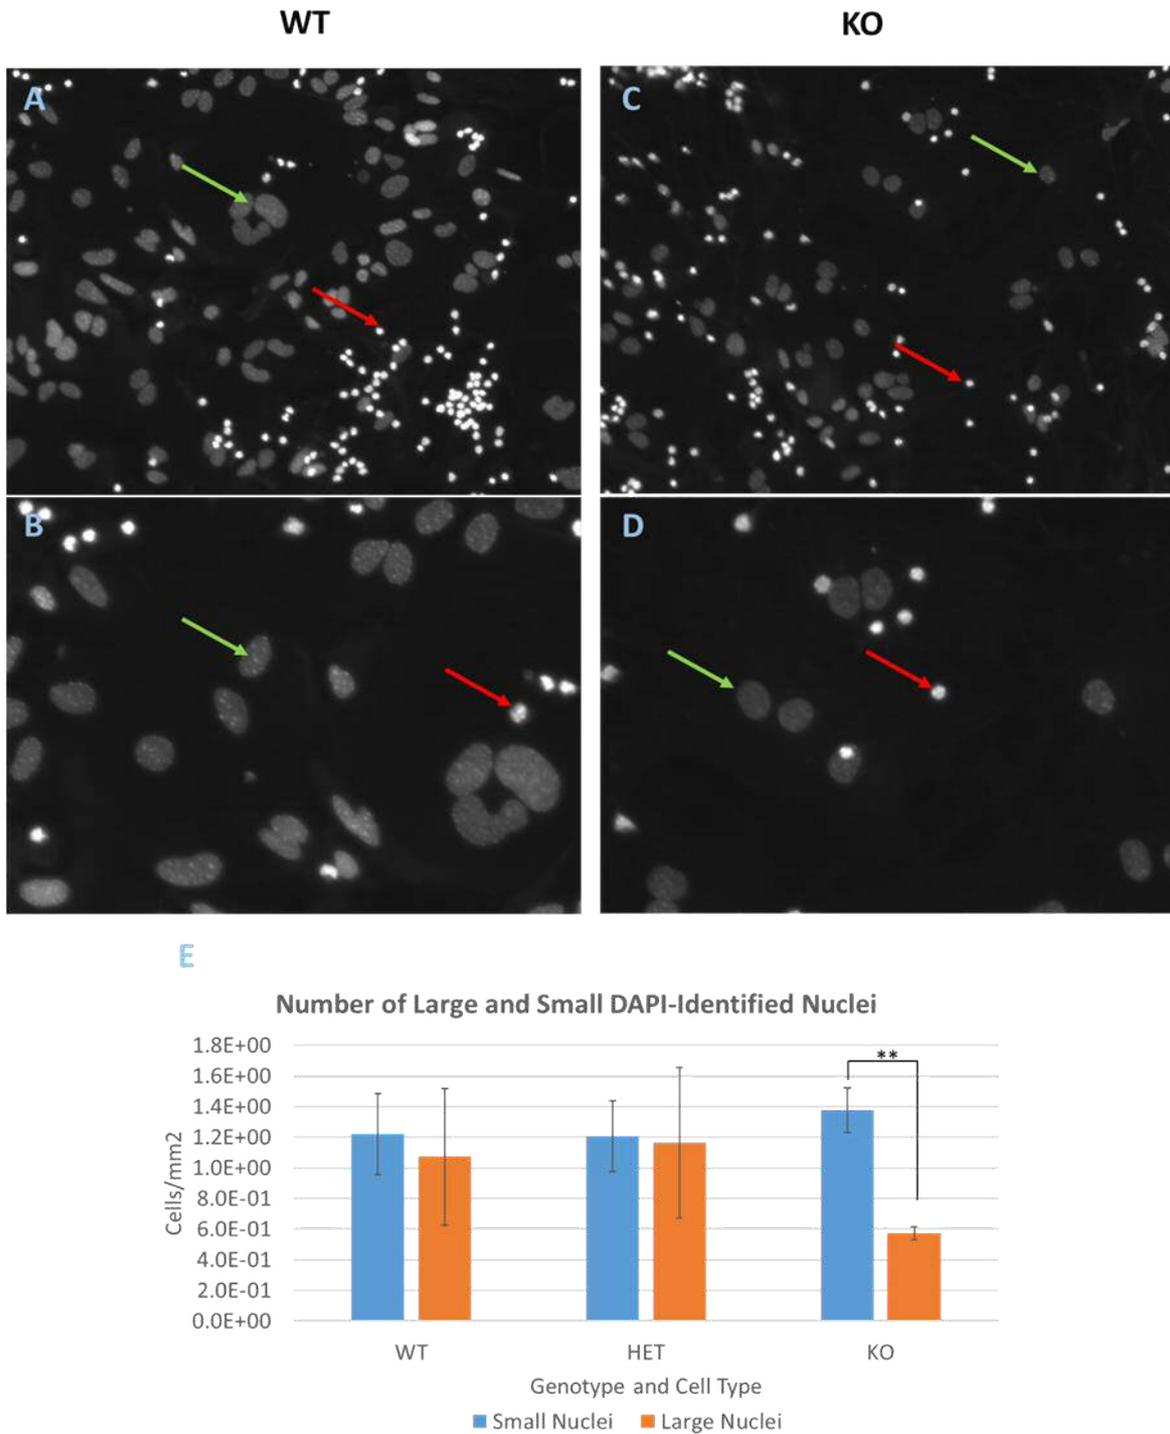 WT
KO
A
C
B
D
E
Number of Large and Small DAPI-Identified Nuclei
1.8E+00
1.6E+00
1.4E+00
1.2E+00
1.0E+00
8.0E-01
6.0E-01
4.0E-01
2.0E-01
0.0E+00
Cells/mm2
**
WT
HET
KO
Genotype and Cell Type
Small Nuclei
Large Nuclei